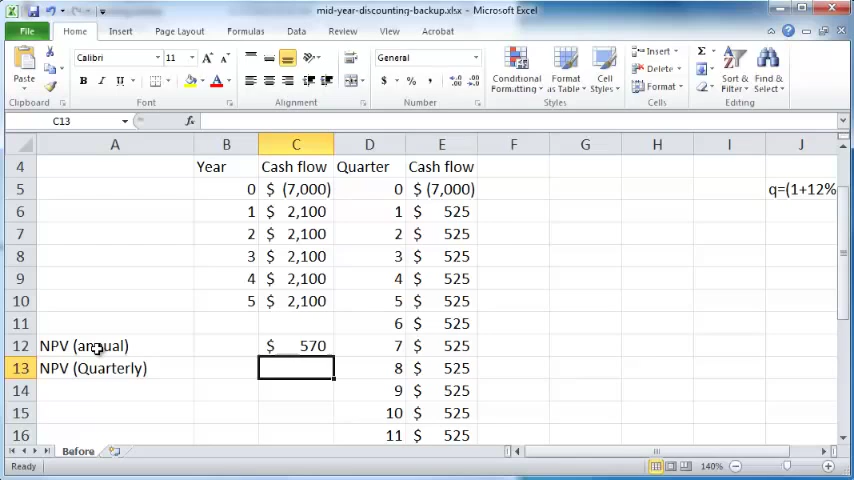 mid-year-discounting-backup.xlsx - Microsoft Excel
File Home Insert Page Layout Formulas Data Review View Acrobat
Paste Calibri 11 General Conditional Formatting Format as Table Cell Styles Insert Delete Format Sort & Filter Find & Select
B I U A $ % ,
Clipboard Font Alignment Number Styles Cells Editing
C13 fx
A B C D E F G H I J
4 Year Cash flow Quarter Cash flow
5 0 $ (7,000) 0 $ (7,000) q=(1+12%
6 1 $ 2,100 1 $ 525
7 2 $ 2,100 2 $ 525
8 3 $ 2,100 3 $ 525
9 4 $ 2,100 4 $ 525
10 5 $ 2,100 5 $ 525
11 6 $ 525
12 NPV (annual) $ 570 7 $ 525
13 NPV (Quarterly) 8 $ 525
14 9 $ 525
15 10 $ 525
16 11 $ 525
Before
Ready 140%